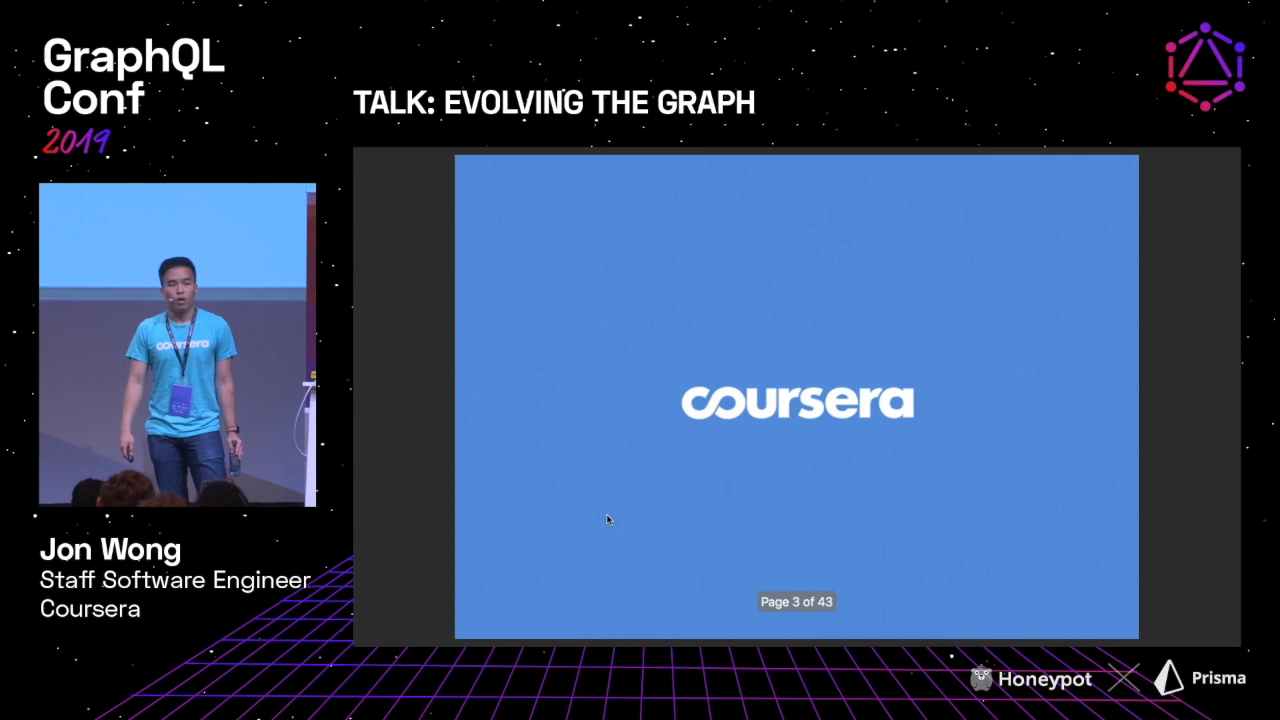 GraphQL
Conf
2019
TALK: EVOLVING THE GRAPH
coursera
coursera
Page 3 of 43
Jon Wong
Staff Software Engineer
Coursera
Honeypot
Prisma